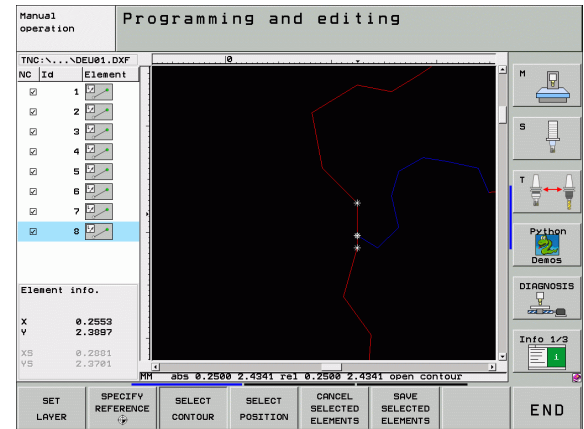 Manual
operation
Programming and editing
TNC:\...\DEU01.DXF
NC Id Element
0
1
2
3
4
5
6
7
8
Element info.
X 0.2553
Y 2.3897
XS 0.2881
YS 2.3701
MM abs 0.2500 2.4341 rel 0.2500 2.4341 open contour
M
S
T
Python
Demos
DIAGNOSIS
Info 1/3
SET
LAYER
SPECIFY
REFERENCE
SELECT
CONTOUR
SELECT
POSITION
CANCEL
SELECTED
ELEMENTS
SAVE
SELECTED
ELEMENTS
END